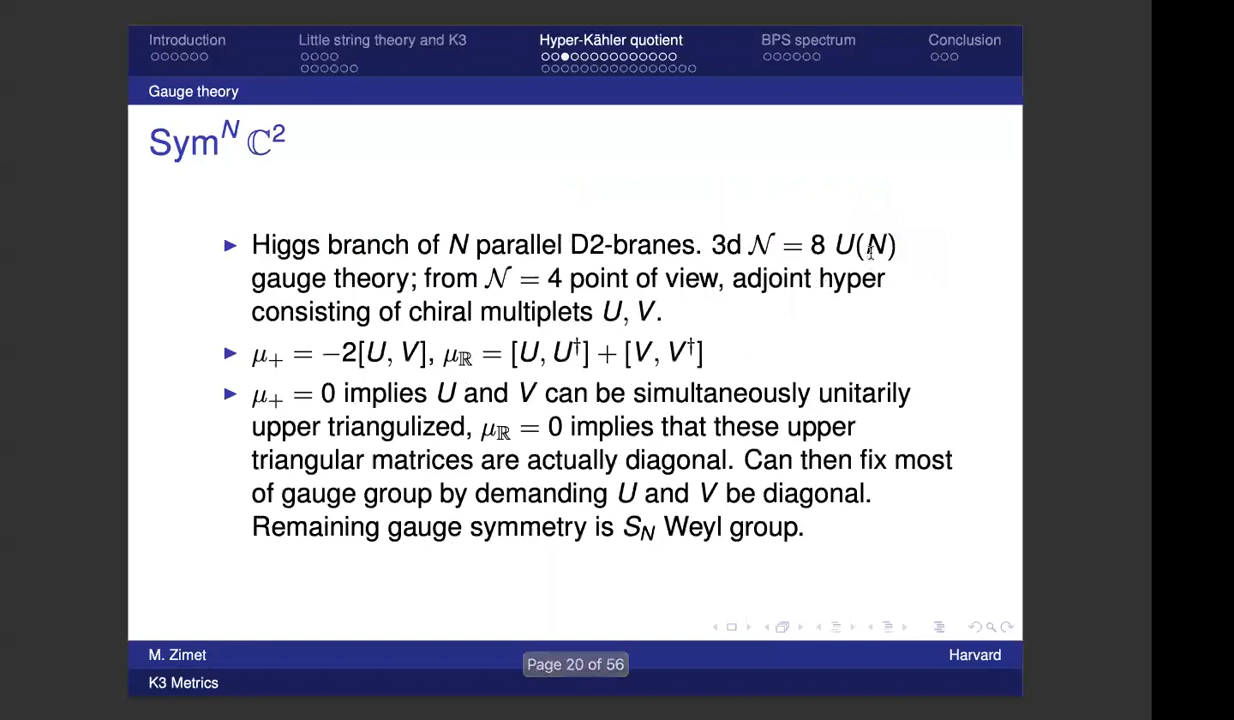 Introduction Little string theory and K3 Hyper-Kähler quotient BPS spectrum Conclusion
Gauge theory
Sym^N ℂ²
▶ Higgs branch of N parallel D2-branes. 3d 𝒩 = 8 U(N)
gauge theory; from 𝒩 = 4 point of view, adjoint hyper
consisting of chiral multiplets U, V.
▶ μ₊ = −2[U, V], μ_ℝ = [U, U†] + [V, V†]
▶ μ₊ = 0 implies U and V can be simultaneously unitarily
upper triangulized, μ_ℝ = 0 implies that these upper
triangular matrices are actually diagonal. Can then fix most
of gauge group by demanding U and V be diagonal.
Remaining gauge symmetry is S_N Weyl group.
M. Zimet Harvard
Page 20 of 56
K3 Metrics